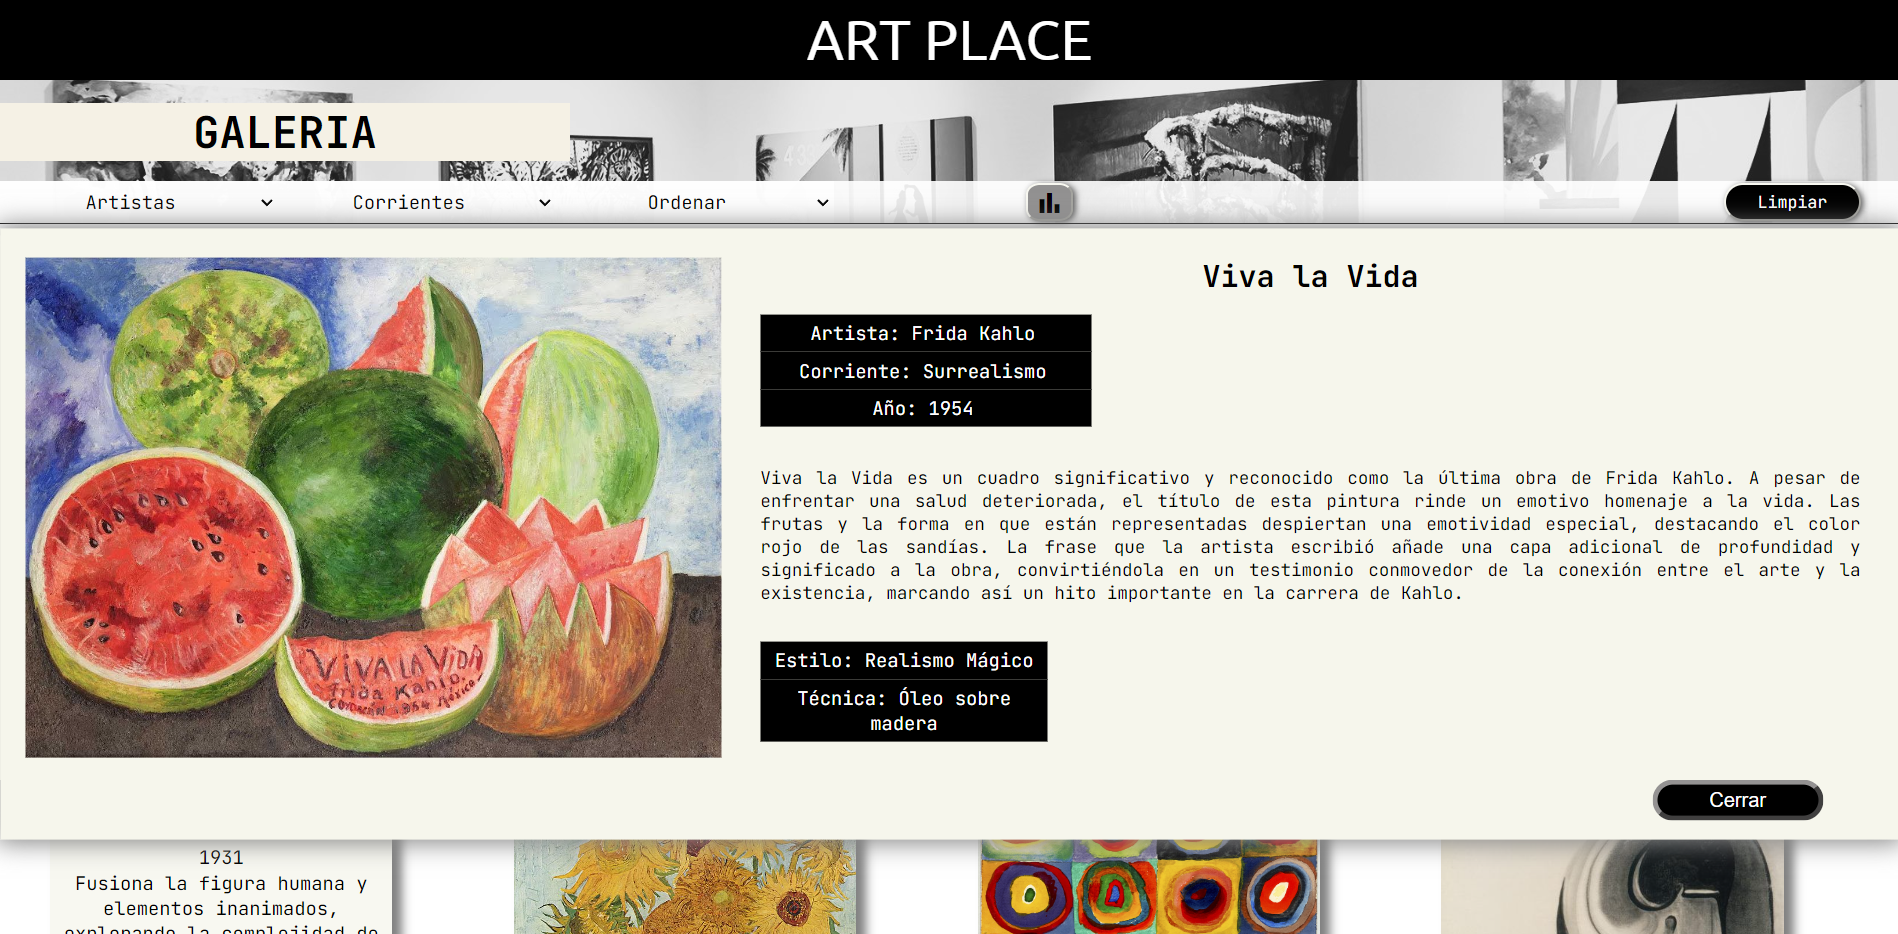 ART PLACE
GALERIA
Artistas
Corrientes
Ordenar
Limpiar
Viva la Vida
Artista: Frida Kahlo
Corriente: Surrealismo
Año: 1954
Viva la Vida es un cuadro significativo y reconocido como la última obra de Frida Kahlo. A pesar de
enfrentar una salud deteriorada, el título de esta pintura rinde un emotivo homenaje a la vida. Las
frutas y la forma en que están representadas despiertan una emotividad especial, destacando el color
rojo de las sandías. La frase que la artista escribió añade una capa adicional de profundidad y
significado a la obra, convirtiéndola en un testimonio conmovedor de la conexión entre el arte y la
existencia, marcando así un hito importante en la carrera de Kahlo.
VIVA LA VIDA
Frida Kahlo.
1954 México
Estilo: Realismo Mágico
Técnica: Óleo sobre
madera
Cerrar
1931
Fusiona la figura humana y
elementos inanimados,
explorando la complejidad de